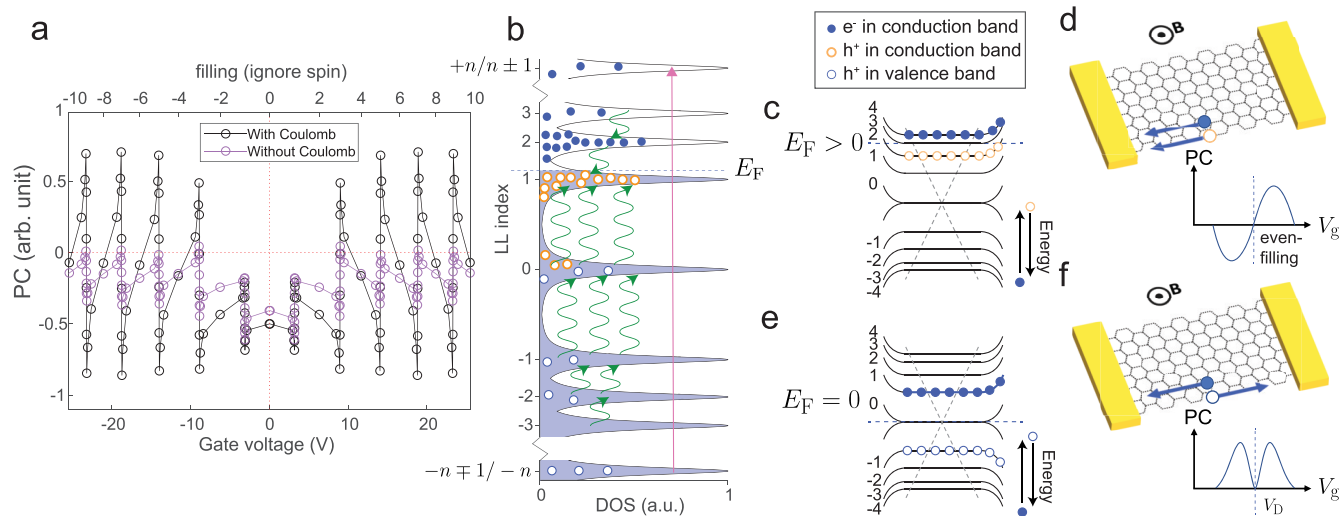 a
filling (ignore spin)
-10 -8 -6 -4 -2 0 2 4 6 8 10
1
0.5
0
-0.5
-1
PC (arb. unit)
With Coulomb
Without Coulomb
-20 -10 0 10 20
Gate voltage (V)
b
+n/n ± 1
3
2
1
0
-1
-2
-3
−n ∓ 1/ − n
LL index
E_F
0 1
DOS (a.u.)
e⁻ in conduction band
h⁺ in conduction band
h⁺ in valence band
c
E_F > 0
4
3
2
1
0
-1
-2
-3
-4
Energy
d
B
PC
V_g
even-
filling
e
E_F = 0
4
3
2
1
0
-1
-2
-3
-4
Energy
f
B
PC
V_g
V_D